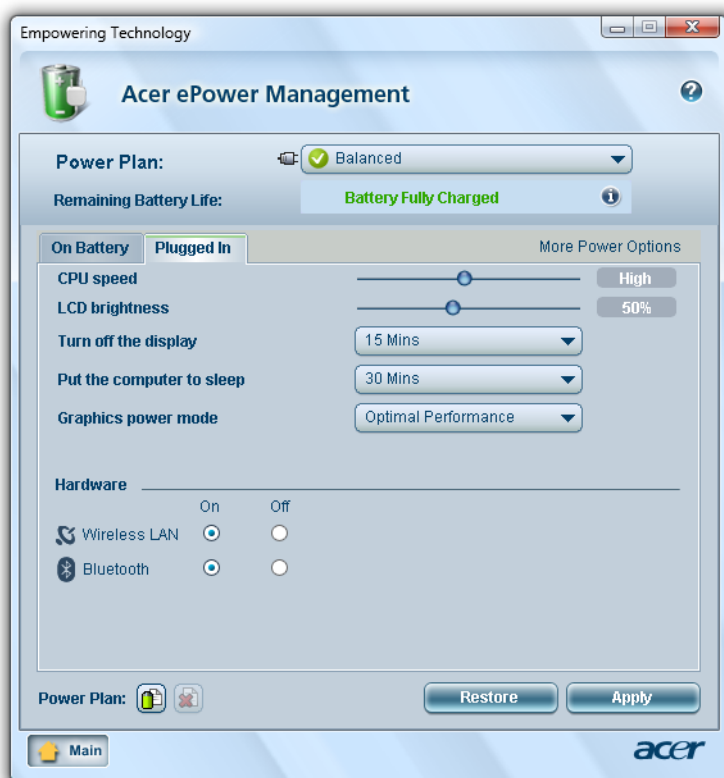 Empowering Technology
Acer ePower Management
Power Plan: Balanced
Remaining Battery Life: Battery Fully Charged
On Battery Plugged In More Power Options
CPU speed High
LCD brightness 50%
Turn off the display 15 Mins
Put the computer to sleep 30 Mins
Graphics power mode Optimal Performance
Hardware
On Off
Wireless LAN
Bluetooth
Power Plan: Restore Apply
Main acer